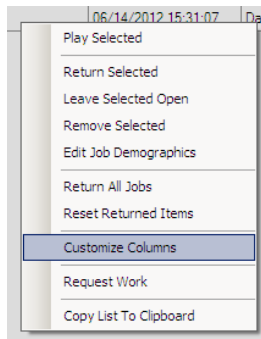 06/14/2012 15:31:07 Da
Play Selected
Return Selected
Leave Selected Open
Remove Selected
Edit Job Demographics
Return All Jobs
Reset Returned Items
Customize Columns
Request Work
Copy List To Clipboard